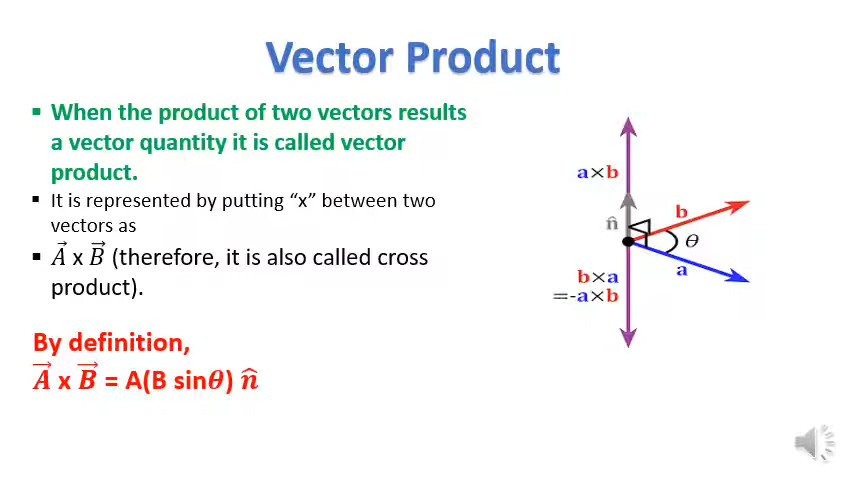 Vector Product
▪ When the product of two vectors results
a vector quantity it is called vector
product.
▪ It is represented by putting “x” between two
vectors as
▪ A⃗ x B⃗ (therefore, it is also called cross
product).
By definition,
A⃗ x B⃗ = A(B sinθ) n̂
a×b
n̂
b
θ
a
b×a
=-a×b